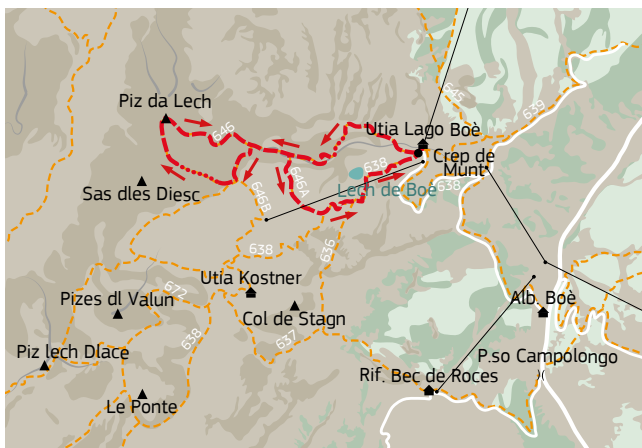 645
639
Piz da Lech
646
Utia Lago Boè
Crep de
Munt
638
638
Lech de Boè
646A
Sas dles Diesc
646B
636
638
Utia Kostner
672
Pizes dl Valun
Col de Stagn
Alb. Boè
638
637
Piz lech Dlace
P.so Campolongo
Rif. Bec de Roces
Le Ponte